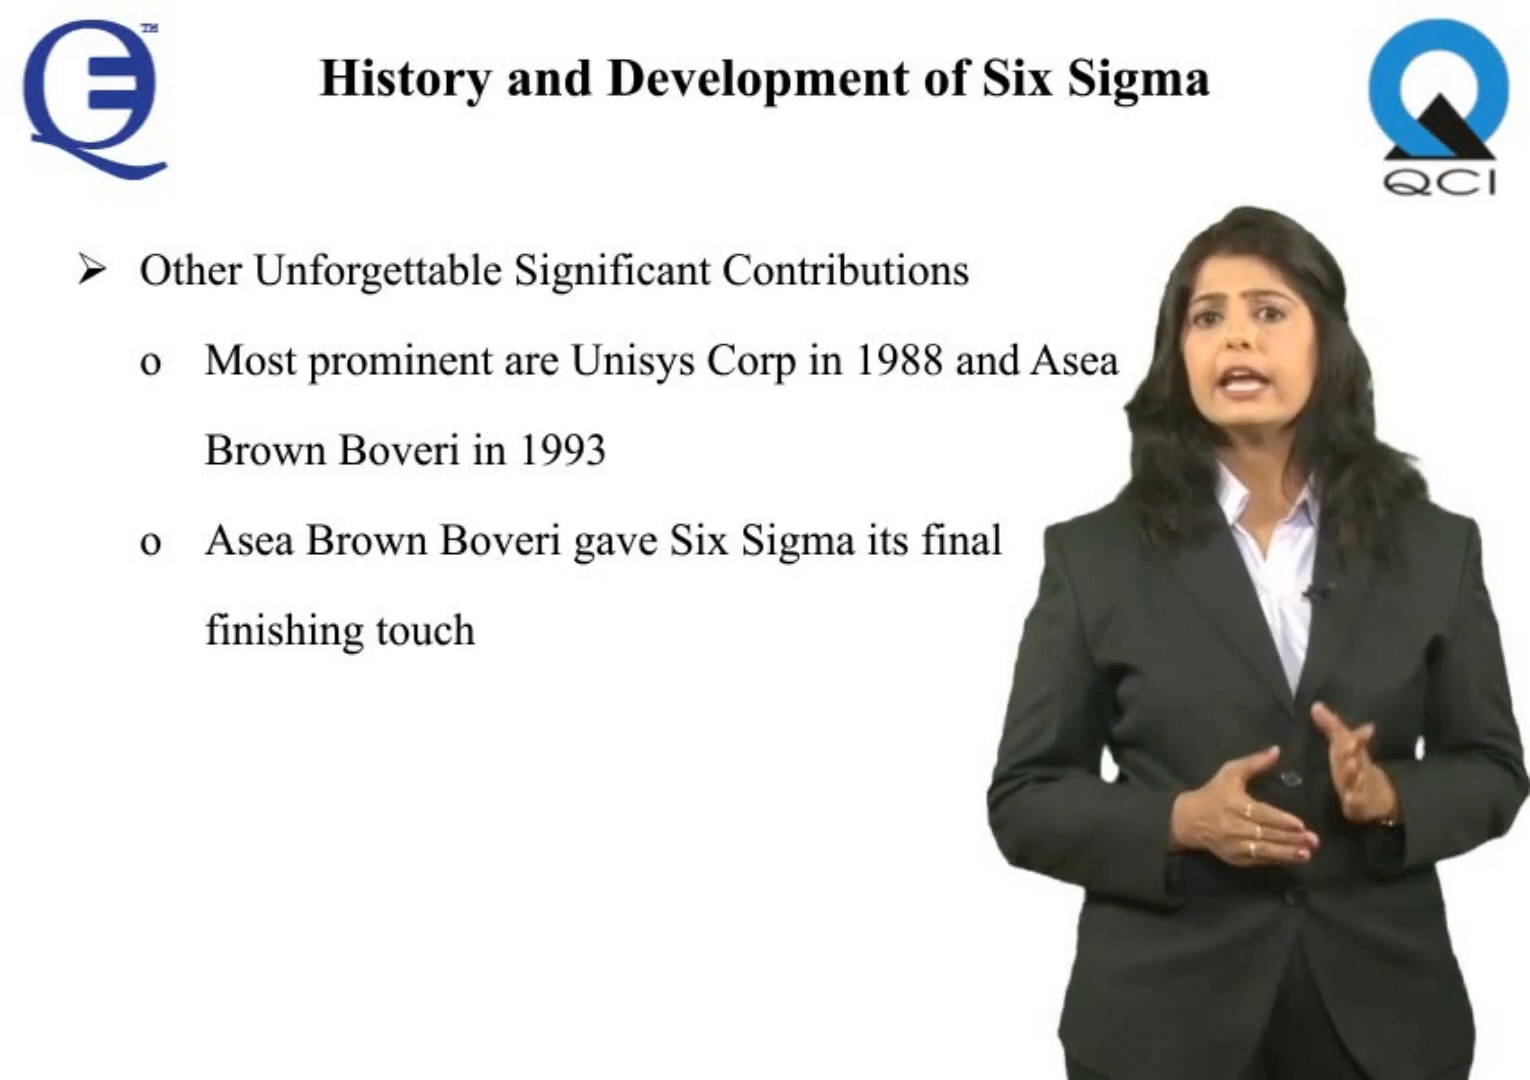 TM
History and Development of Six Sigma
QCI
➢ Other Unforgettable Significant Contributions
o Most prominent are Unisys Corp in 1988 and Asea
Brown Boveri in 1993
o Asea Brown Boveri gave Six Sigma its final
finishing touch